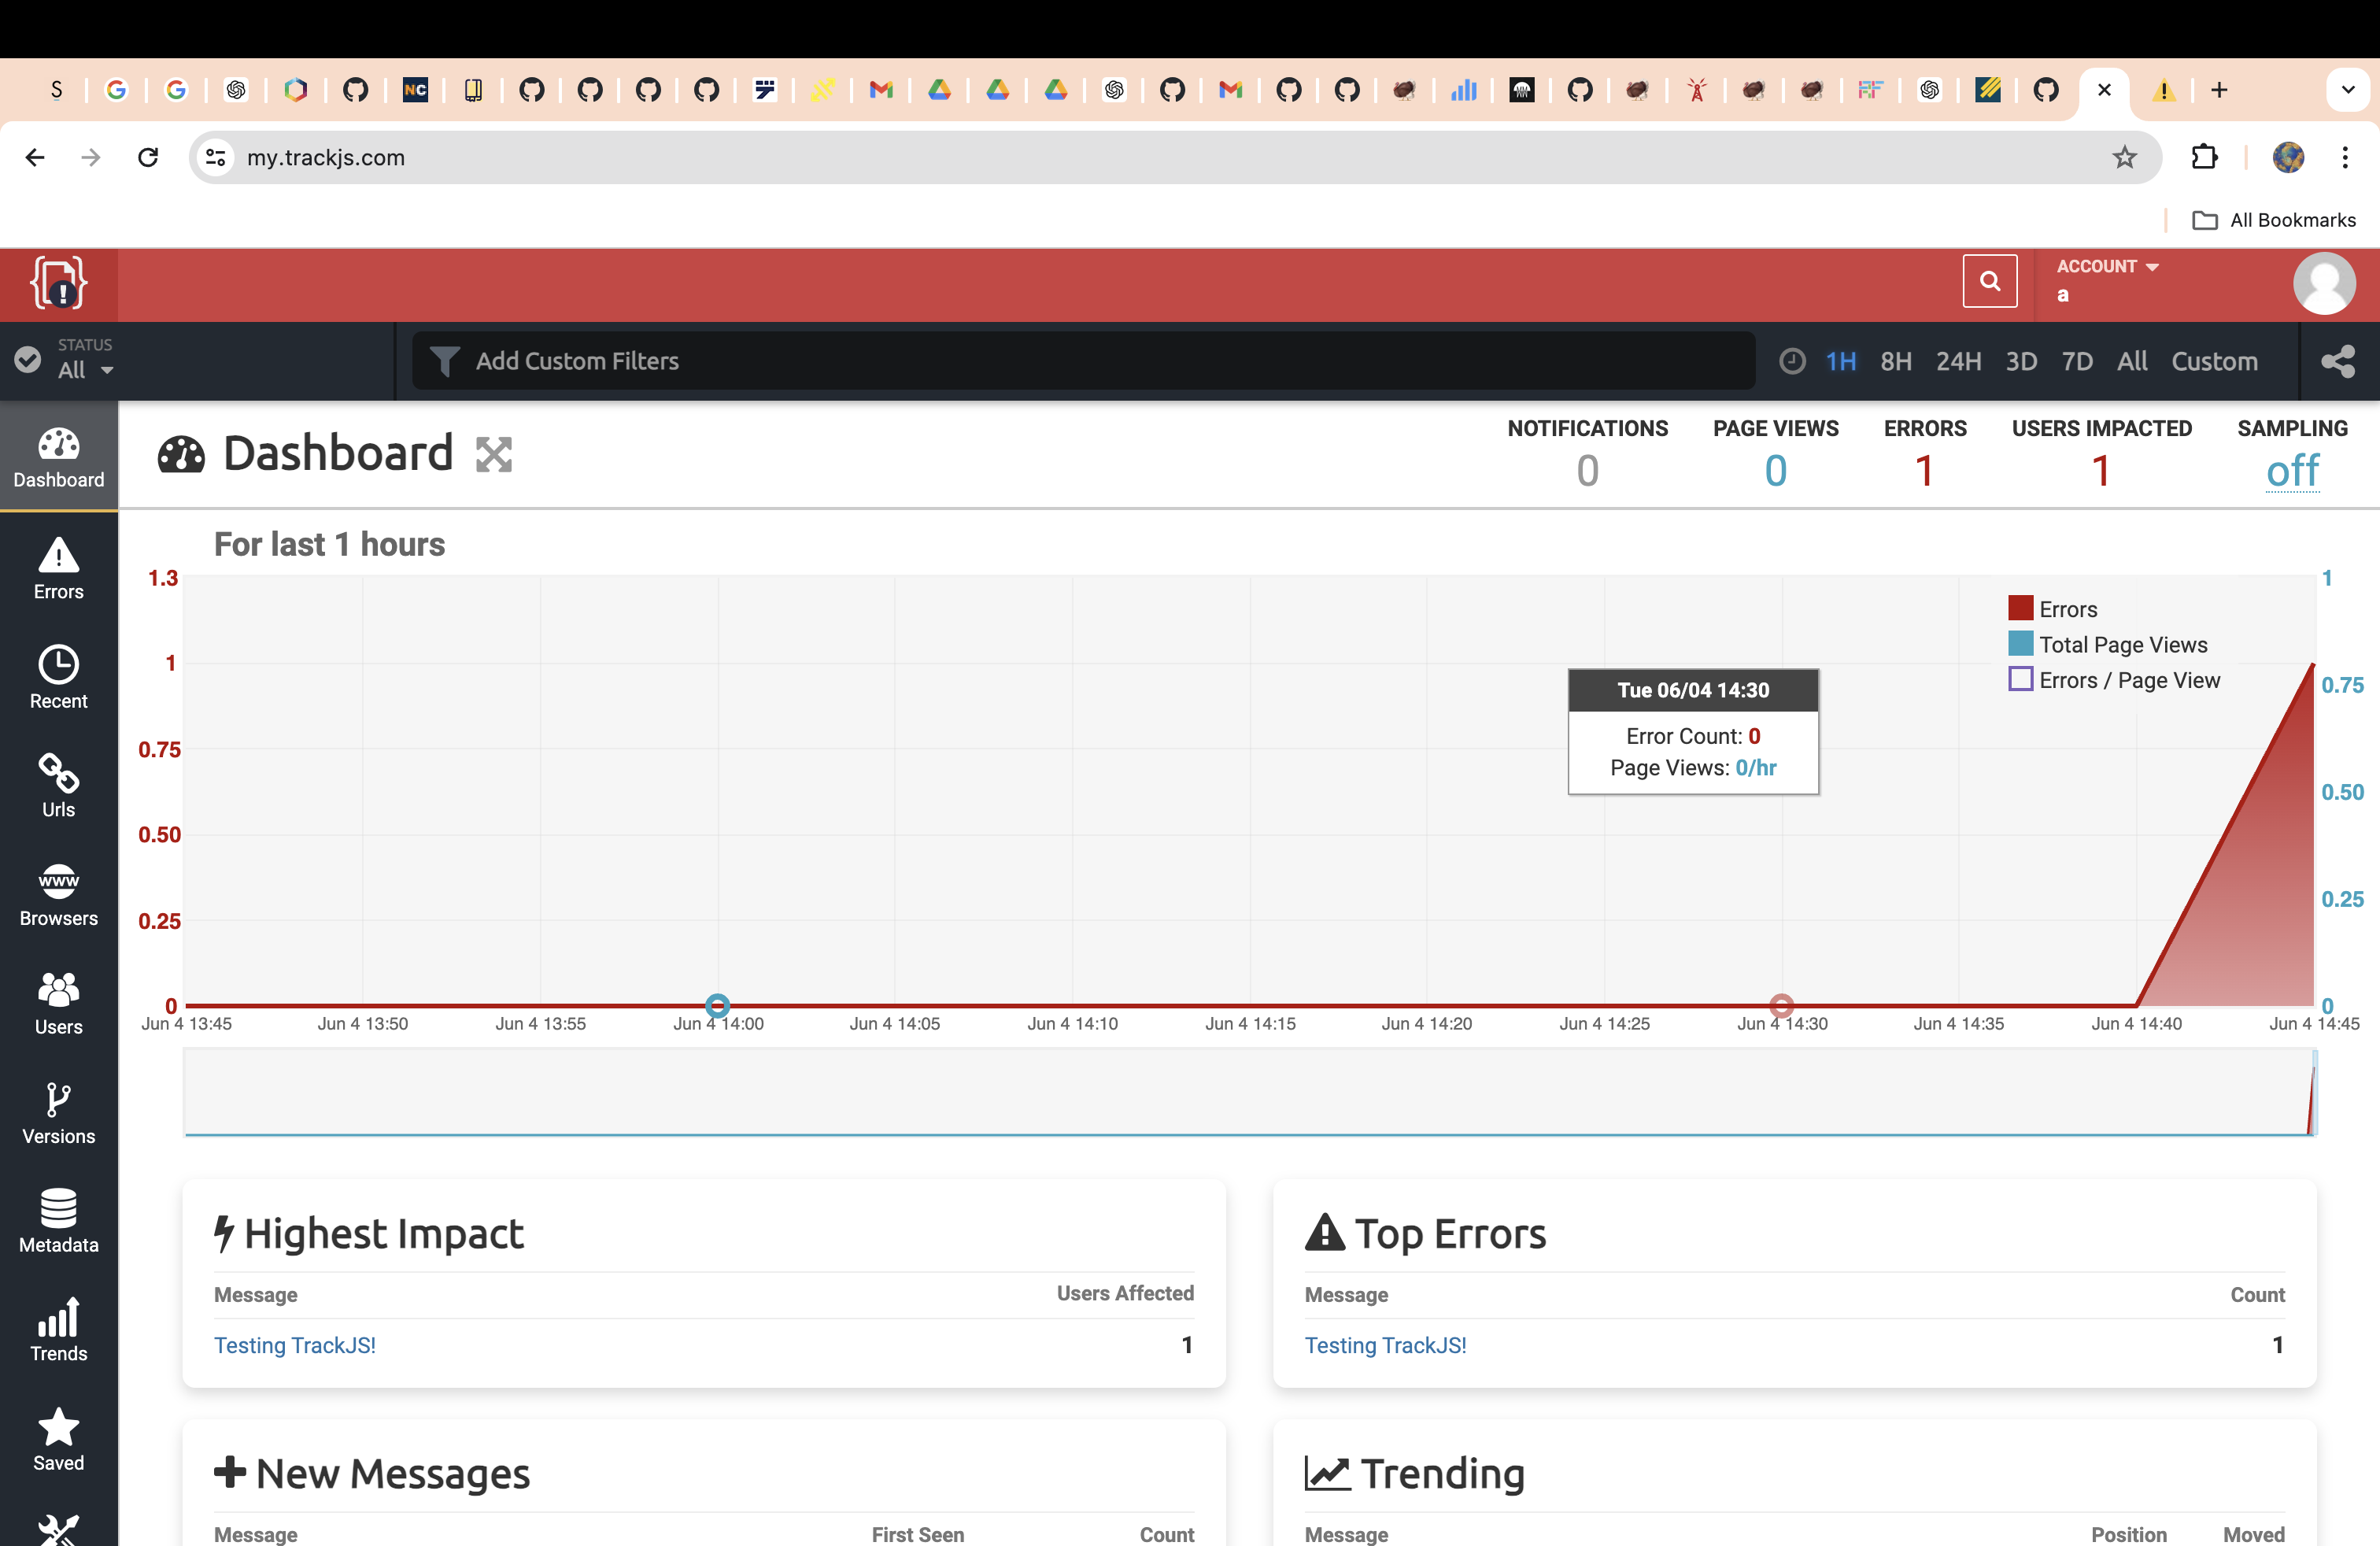 my.trackjs.com
All Bookmarks
ACCOUNT
a
STATUS
All
Add Custom Filters
1H 8H 24H 3D 7D All Custom
Dashboard
Errors
Recent
Urls
WWW
Browsers
Users
Versions
Metadata
Trends
Saved
Dashboard
NOTIFICATIONS PAGE VIEWS ERRORS USERS IMPACTED SAMPLING
0 0 1 1 off
For last 1 hours
1.3
1
0.75
0.50
0.25
0
1
0.75
0.50
0.25
0
Errors
Total Page Views
Errors / Page View
Tue 06/04 14:30
Error Count: 0
Page Views: 0/hr
Jun 4 13:45 Jun 4 13:50 Jun 4 13:55 Jun 4 14:00 Jun 4 14:05 Jun 4 14:10 Jun 4 14:15 Jun 4 14:20 Jun 4 14:25 Jun 4 14:30 Jun 4 14:35 Jun 4 14:40 Jun 4 14:45
Highest Impact
Message Users Affected
Testing TrackJS! 1
Top Errors
Message Count
Testing TrackJS! 1
New Messages
Message First Seen Count
Trending
Message Position Moved